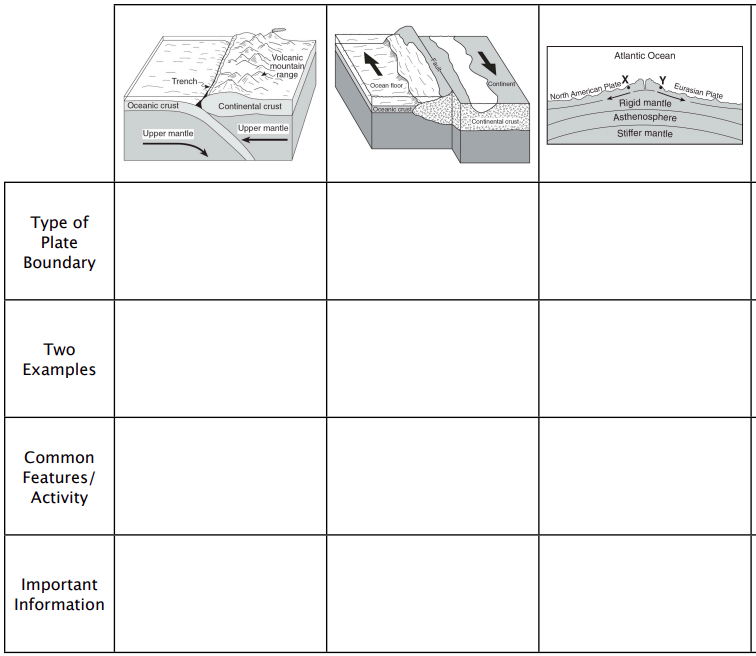 Volcanic
mountain
range
Trench
Oceanic crust
Continental crust
Upper mantle
Upper mantle
Fault
Ocean floor
Continent
Oceanic crust
Continental crust
Atlantic Ocean
X Y
North American Plate
Eurasian Plate
Rigid mantle
Asthenosphere
Stiffer mantle
Type of
Plate
Boundary
Two
Examples
Common
Features/
Activity
Important
Information